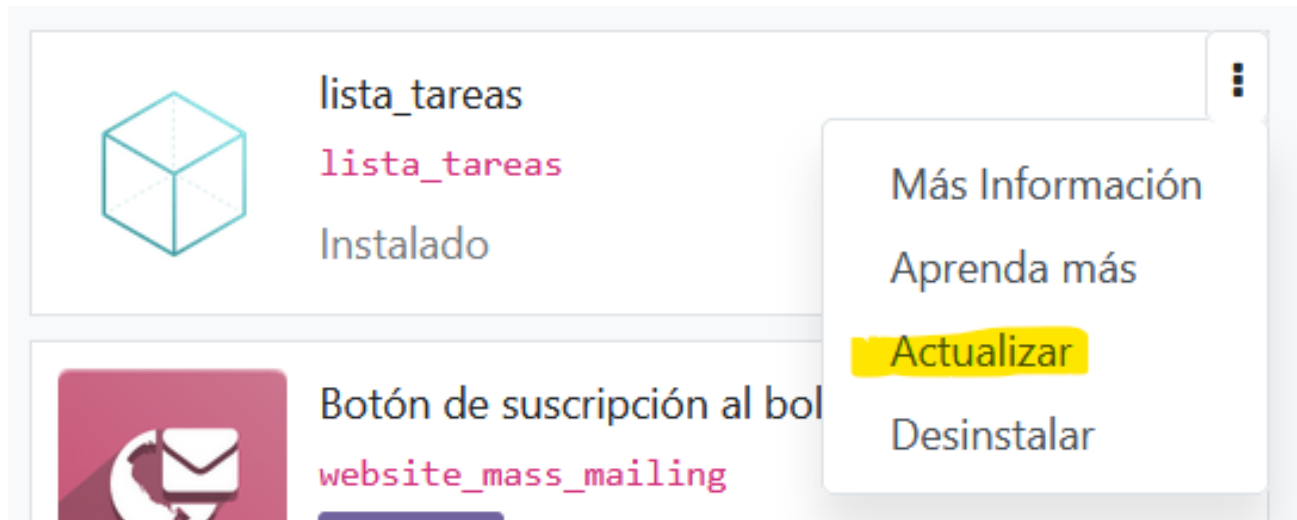 lista_tareas
lista_tareas
Instalado
Más Información
Aprenda más
Actualizar
Desinstalar
Botón de suscripción al bol
website_mass_mailing